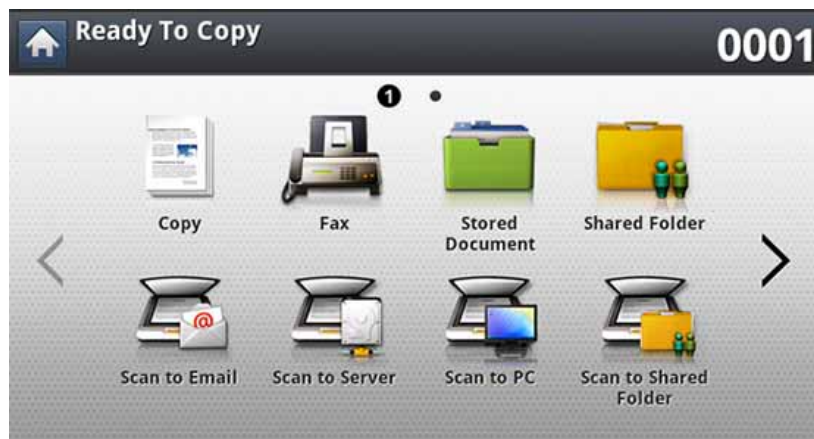 Ready To Copy
0001
1
Copy
Fax
Stored
Document
Shared Folder
Scan to Email
Scan to Server
Scan to PC
Scan to Shared
Folder